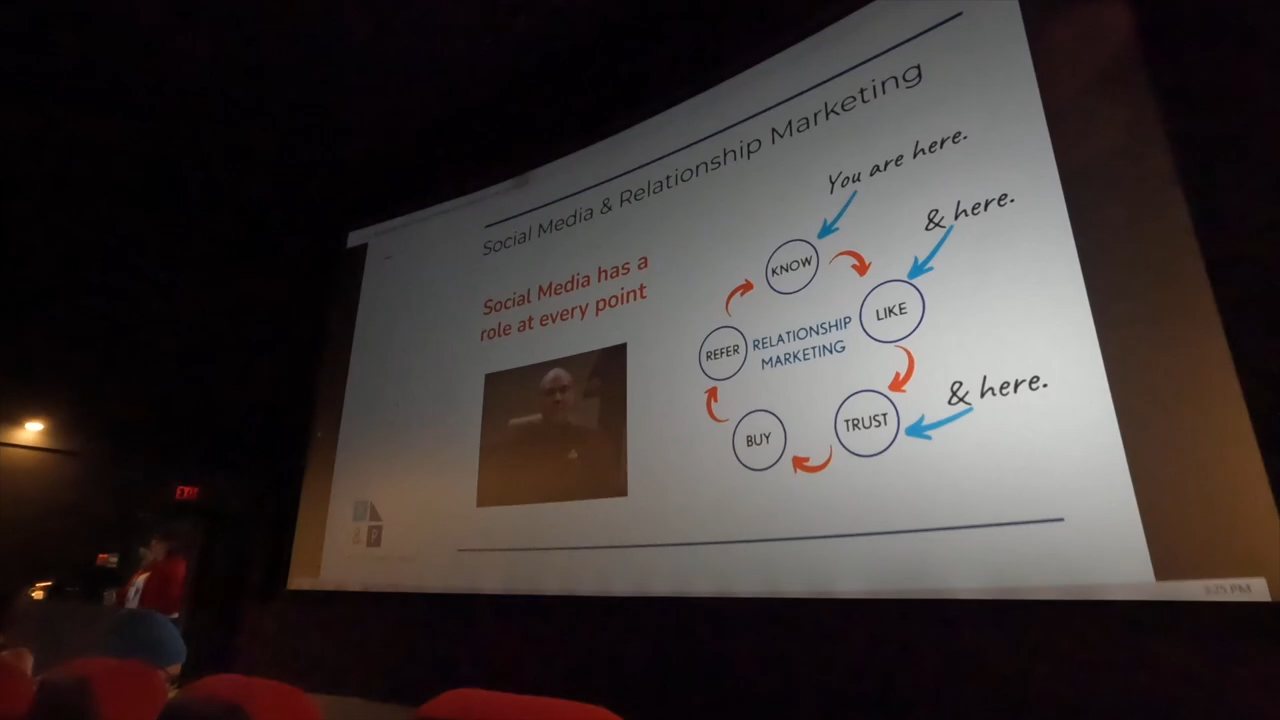 Social Media & Relationship Marketing
Social Media has a
role at every point
You are here.
& here.
& here.
KNOW
LIKE
TRUST
BUY
REFER
RELATIONSHIP
MARKETING